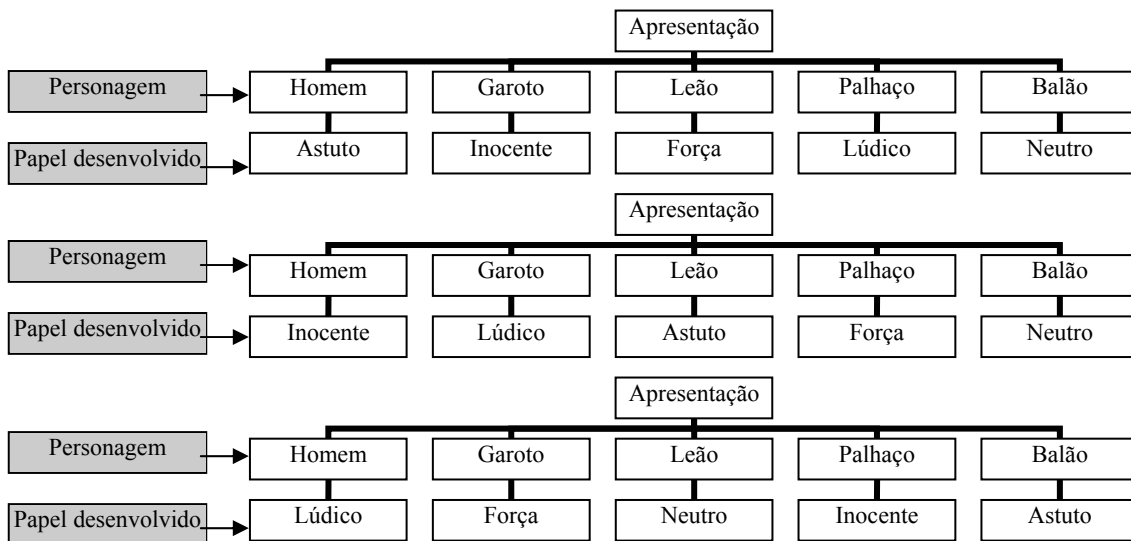 Apresentação
Personagem Homem Garoto Leão Palhaço Balão
Papel desenvolvido Astuto Inocente Força Lúdico Neutro
Apresentação
Personagem Homem Garoto Leão Palhaço Balão
Papel desenvolvido Inocente Lúdico Astuto Força Neutro
Apresentação
Personagem Homem Garoto Leão Palhaço Balão
Papel desenvolvido Lúdico Força Neutro Inocente Astuto